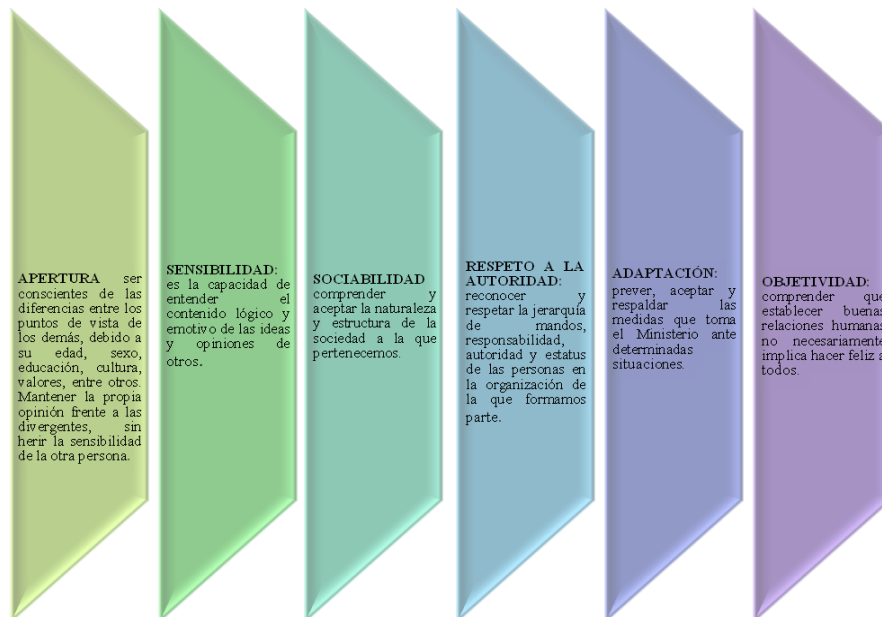 APERTURA ser
conscientes de las
diferencias entre los
puntos de vista de
los demás, debido a
su edad, sexo,
educación, cultura,
valores, entre otros.
Mantener la propia
opinión frente a las
divergentes, sin
herir la sensibilidad
de la otra persona.
SENSIBILIDAD:
es la capacidad de
entender el
contenido lógico y
emotivo de las ideas
y opiniones de
otros.
SOCIABILIDAD
comprender y
aceptar la naturaleza
y estructura de la
sociedad a la que
pertenecemos.
RESPETO A LA
AUTORIDAD:
reconocer y
respetar la jerarquía
de mandos,
responsabilidad,
autoridad y estatus
de las personas en
la organización de
la que formamos
parte.
ADAPTACIÓN:
prever, aceptar y
respaldar las
medidas que toma
el Ministerio ante
determinadas
situaciones.
OBJETIVIDAD:
comprender que
establecer buenas
relaciones humanas
no necesariamente
implica hacer feliz a
todos.